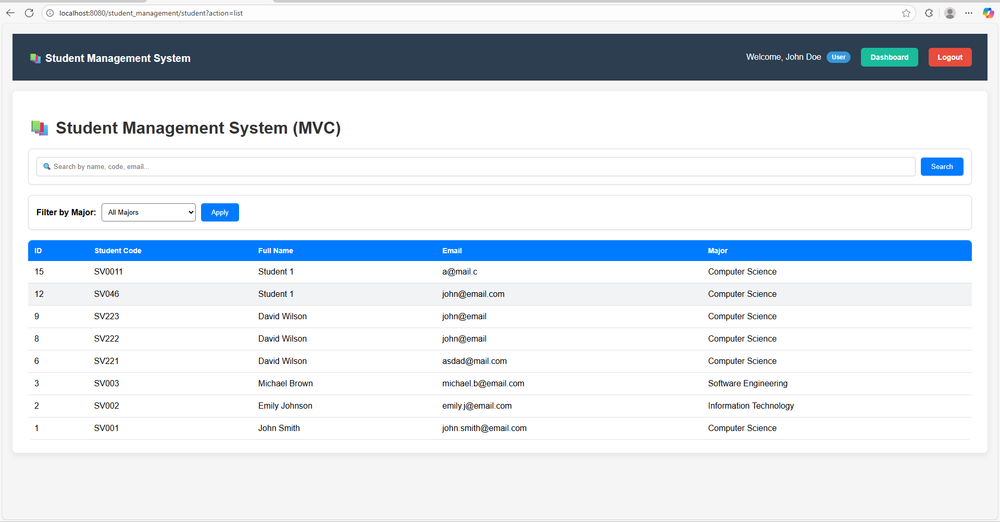 localhost:8080/student_management/student?action=list
Student Management System
Welcome, John Doe User Dashboard Logout
Student Management System (MVC)
Search by name, code, email... Search
Filter by Major: All Majors Apply
ID Student Code Full Name Email Major
15 SV0011 Student 1 a@mail.c Computer Science
12 SV046 Student 1 john@email.com Computer Science
9 SV223 David Wilson john@email Computer Science
8 SV222 David Wilson john@email Computer Science
6 SV221 David Wilson asdad@mail.com Computer Science
3 SV003 Michael Brown michael.b@email.com Software Engineering
2 SV002 Emily Johnson emily.j@email.com Information Technology
1 SV001 John Smith john.smith@email.com Computer Science